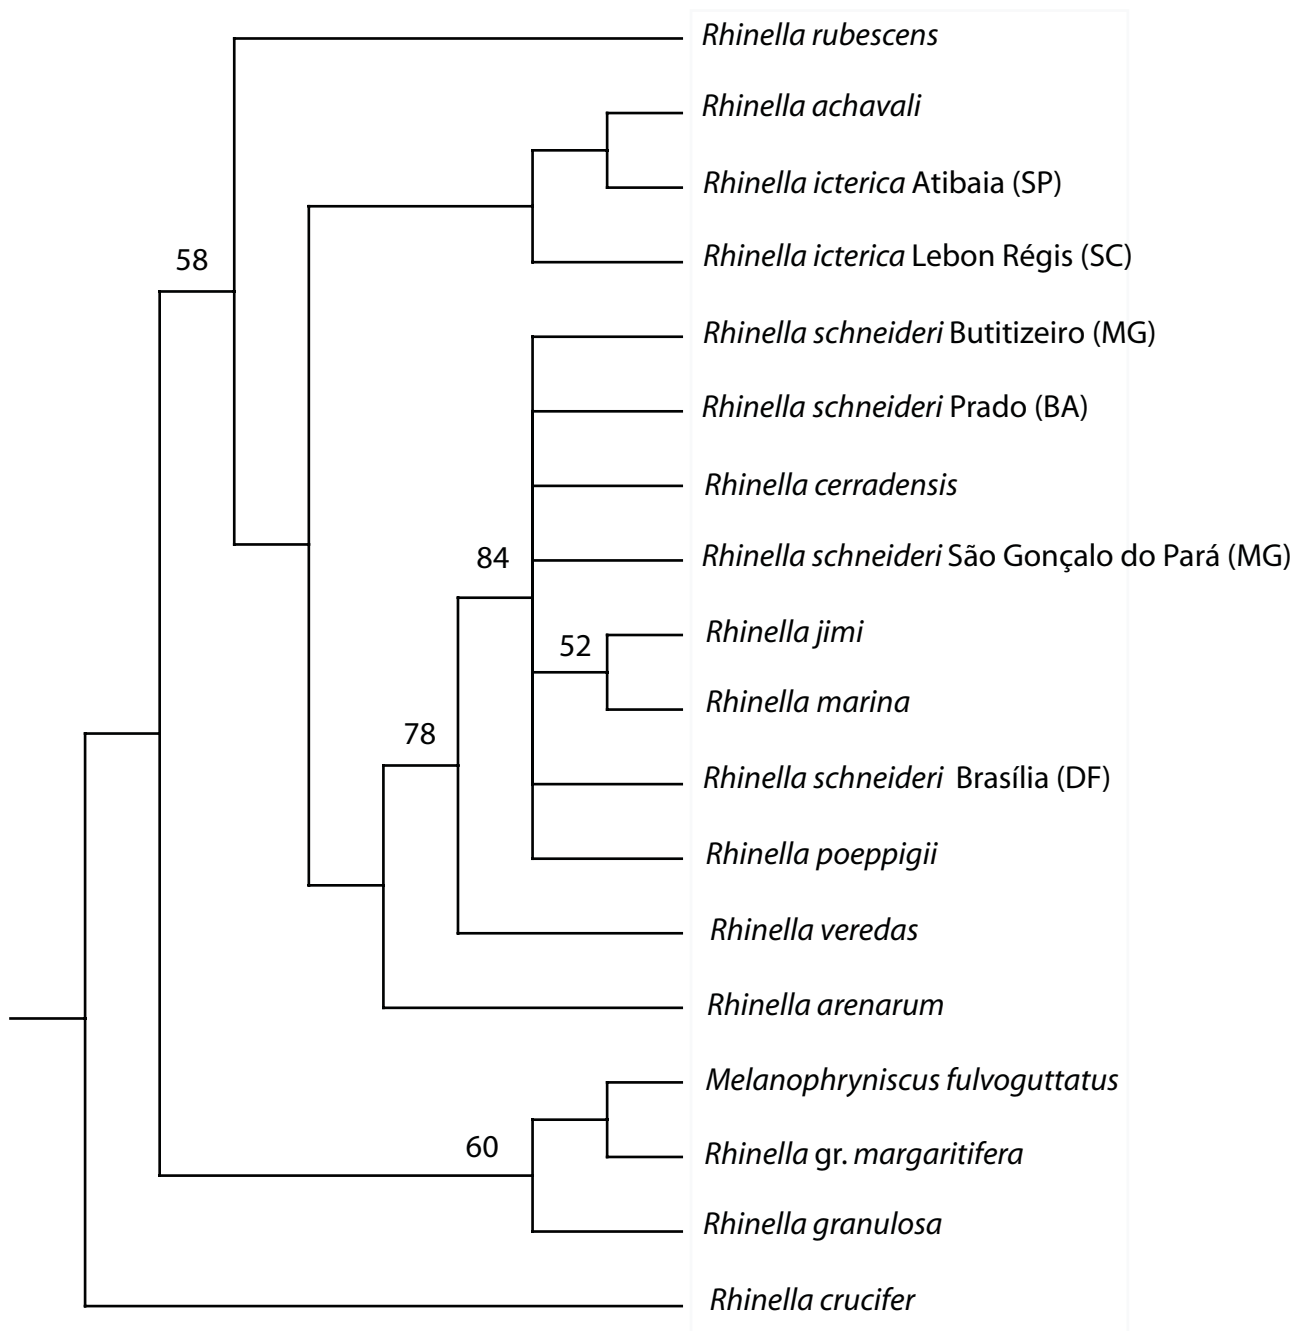 Rhinella rubescens
Rhinella achavali
Rhinella icterica Atibaia (SP)
58
Rhinella icterica Lebon Régis (SC)
Rhinella schneideri Butitizeiro (MG)
Rhinella schneideri Prado (BA)
Rhinella cerradensis
84
Rhinella schneideri São Gonçalo do Pará (MG)
Rhinella jimi
52
Rhinella marina
78
Rhinella schneideri Brasília (DF)
Rhinella poeppigii
Rhinella veredas
Rhinella arenarum
Melanophryniscus fulvoguttatus
60
Rhinella gr. margaritifera
Rhinella granulosa
Rhinella crucifer